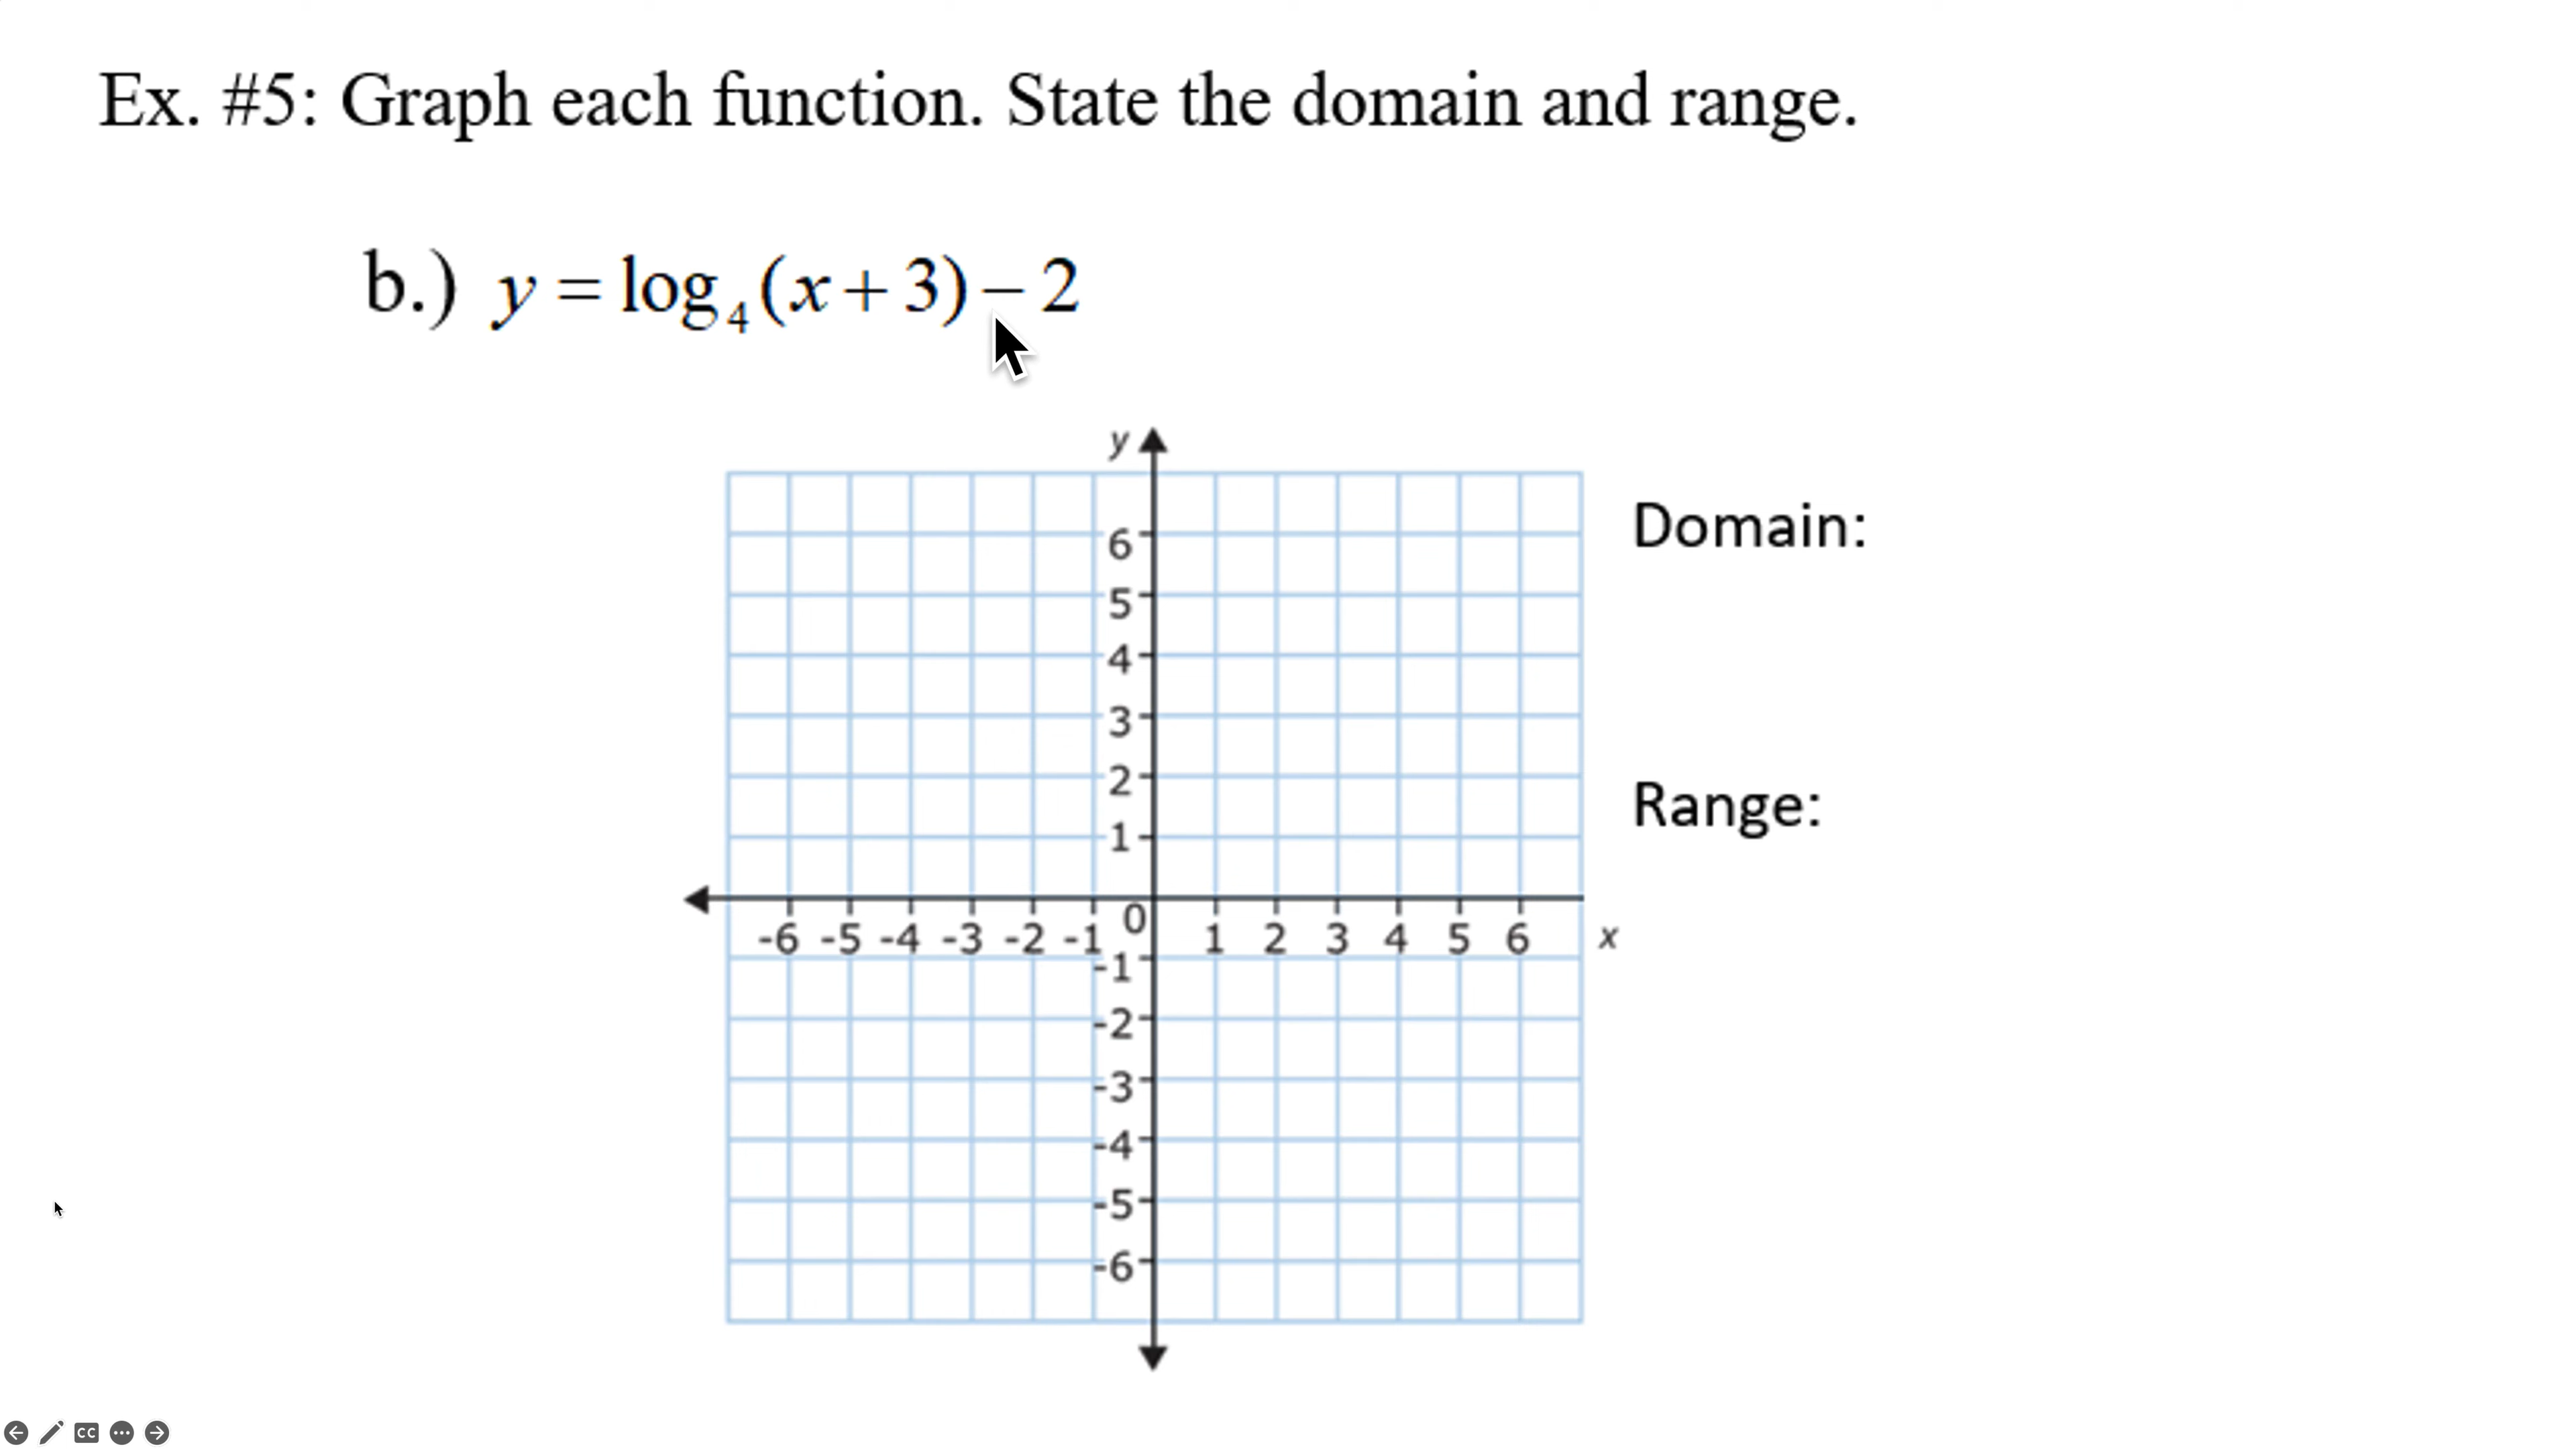 Ex. #5: Graph each function. State the domain and range.
b.) y = log₄(x+3)−2
y
6
5
4
3
2
1
0
-6 -5 -4 -3 -2 -1 1 2 3 4 5 6 x
-1
-2
-3
-4
-5
-6
Domain:
Range:
CC